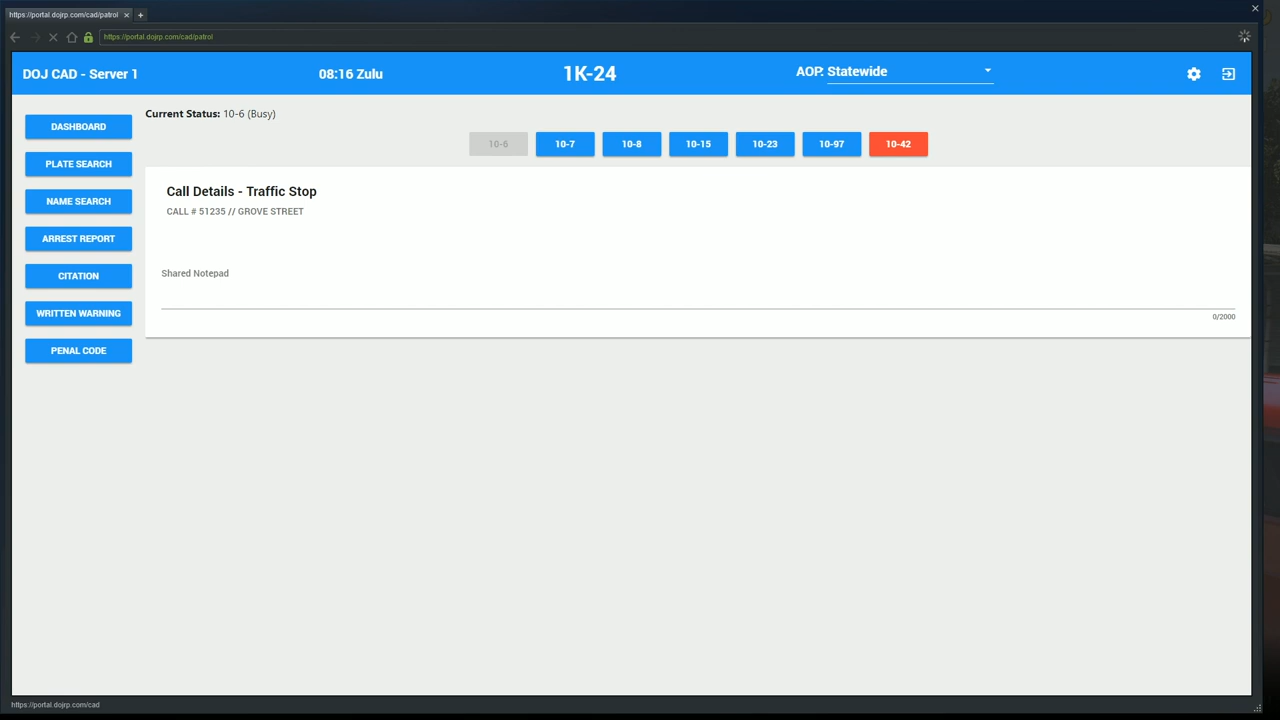 https://portal.dojrp.com/cad/patrol
https://portal.dojrp.com/cad/patrol
DOJ CAD - Server 1
08:16 Zulu
1K-24
AOP: Statewide
Current Status: 10-6 (Busy)
10-6
10-7
10-8
10-15
10-23
10-97
10-42
DASHBOARD
PLATE SEARCH
NAME SEARCH
ARREST REPORT
CITATION
WRITTEN WARNING
PENAL CODE
Call Details - Traffic Stop
CALL # 51235 // GROVE STREET
Shared Notepad
0/2000
https://portal.dojrp.com/cad